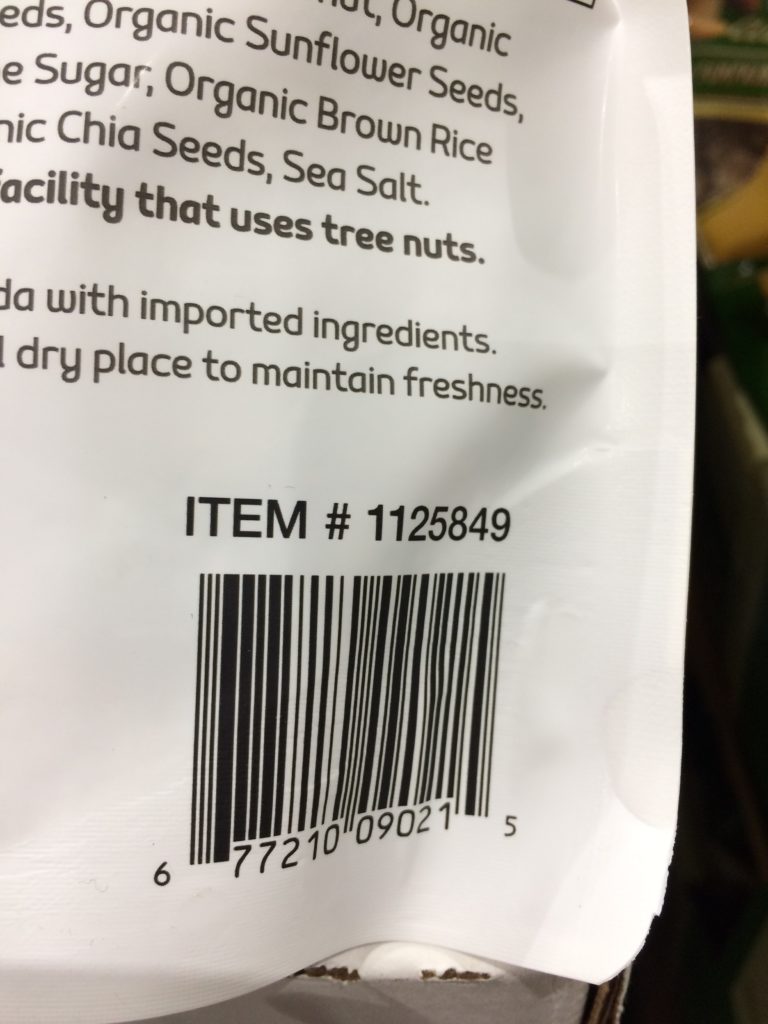 Organic
eds, Organic Sunflower Seeds,
e Sugar, Organic Brown Rice
nic Chia Seeds, Sea Salt.
acility that uses tree nuts.
da with imported ingredients.
dry place to maintain freshness.
ITEM # 1125849
6 77210 09021 5